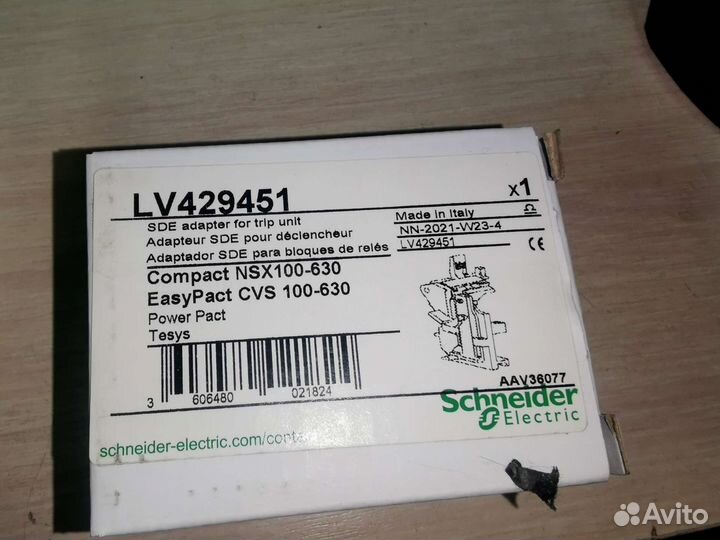 LV429451
x1
SDE adapter for trip unit
Adapteur SDE pour déclencheur
Adaptador SDE para bloques de relés
Made in Italy
NN-2021-W23-4
LV429451
CE
Compact NSX100-630
EasyPact CVS 100-630
Power Pact
Tesys
3 606480 021824
AAV36077
Schneider
Electric
schneider-electric.com/conta
Avito